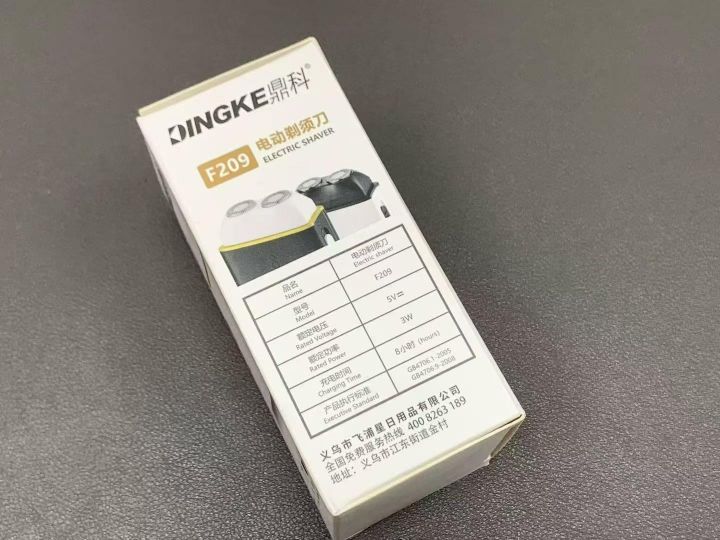 DINGKE鼎科®
F209 电动剃须刀
ELECTRIC SHAVER
品名 电动剃须刀
Name Electric shaver
型号 F209
Model
额定电压 5V⎓
Rated Voltage
额定功率 3W
Rated Power
充电时间 8小时 (hours)
Charging Time
产品执行标准 GB4706.1-2005
Executive Standard GB4706.9-2008
义乌市飞浦星日用品有限公司
全国免费服务热线 400 8263 189
地址：义乌市江东街道金村